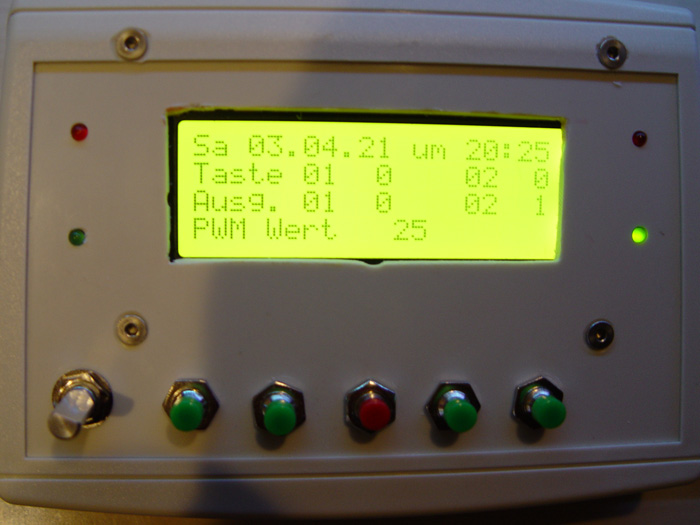 Sa 03.04.21 um 20:25
Taste 01 0 02 0
Ausg. 01 0 02 1
PWM Wert 25